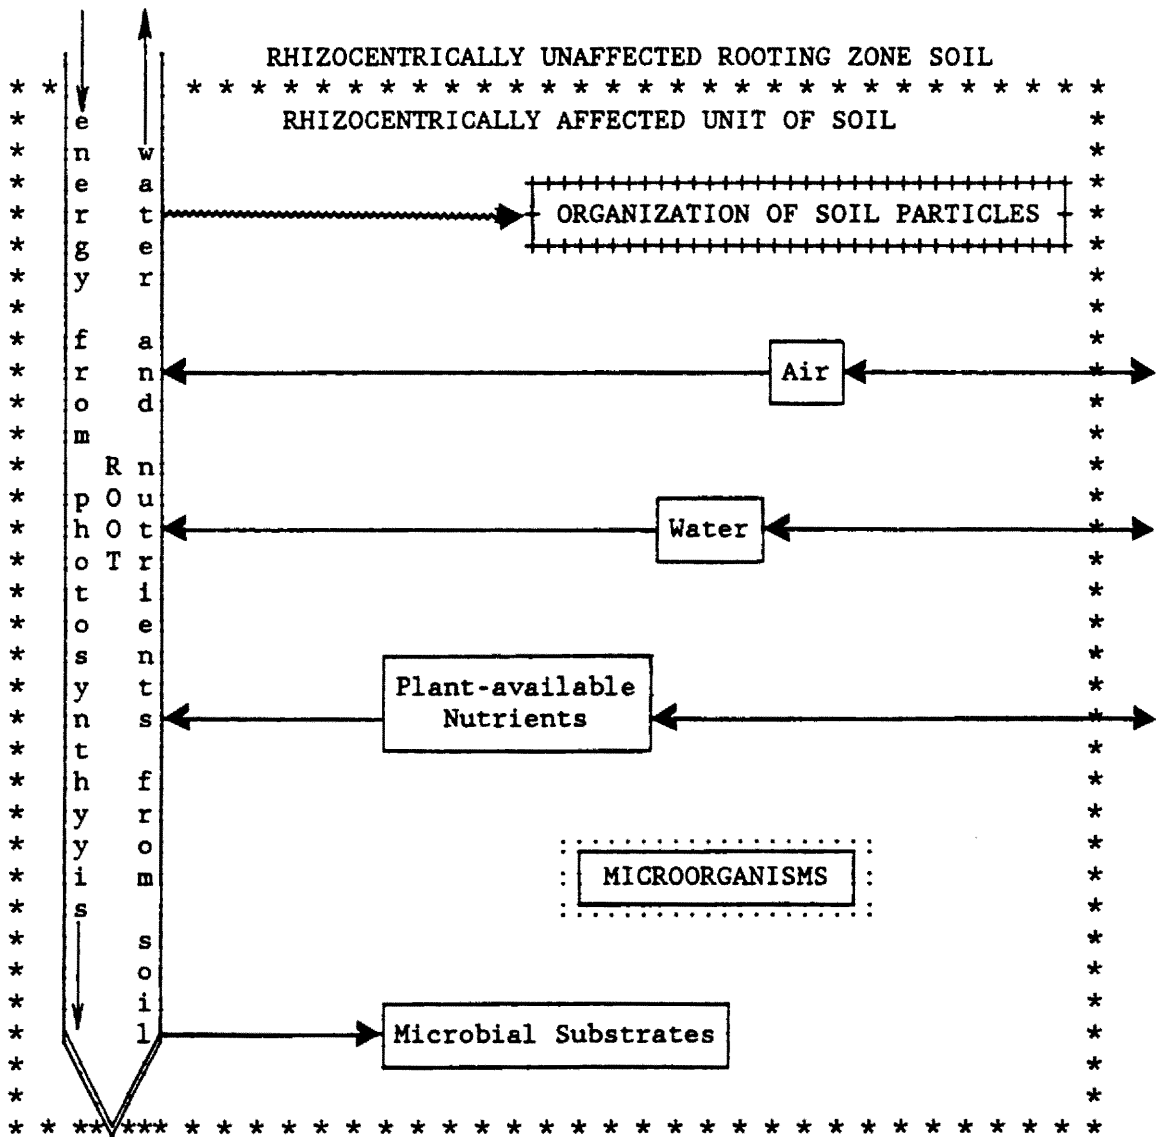 RHIZOCENTRICALLY UNAFFECTED ROOTING ZONE SOIL
RHIZOCENTRICALLY AFFECTED UNIT OF SOIL
energy from photosynthyyis
ROOT
water and nutrients from soil
ORGANIZATION OF SOIL PARTICLES
Air
Water
Plant-available
Nutrients
MICROORGANISMS
Microbial Substrates